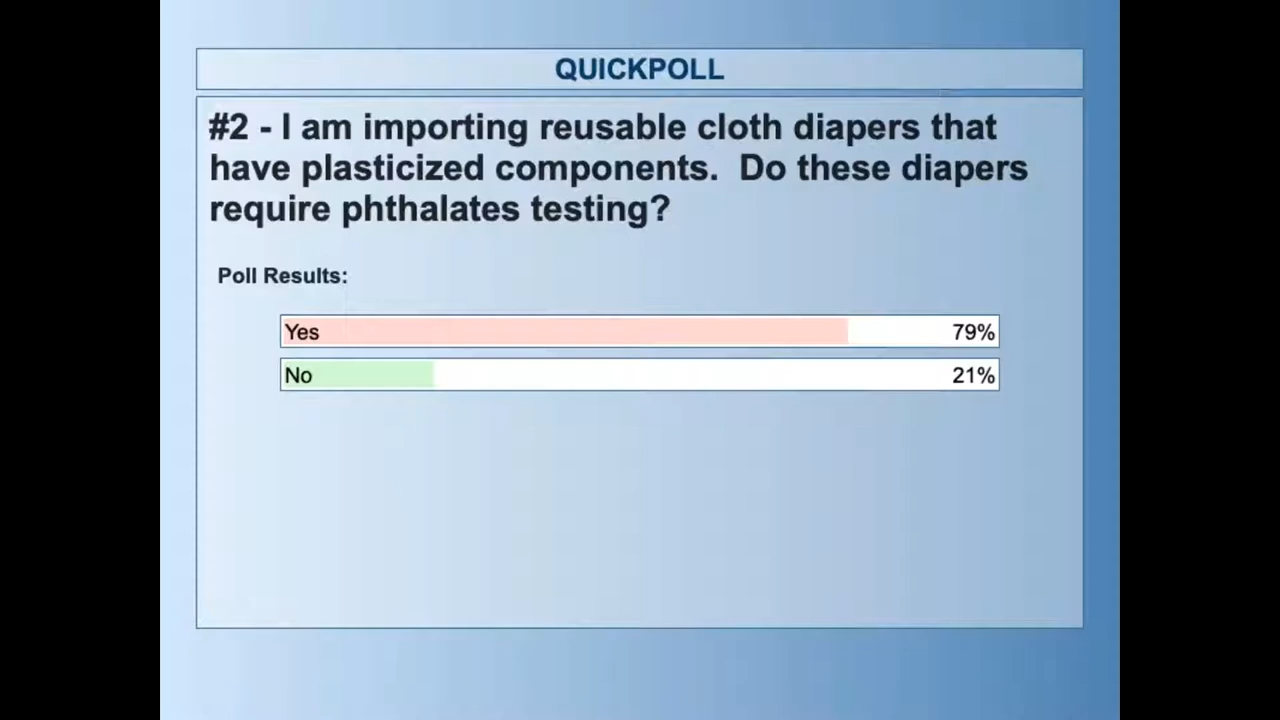 QUICKPOLL
#2 - I am importing reusable cloth diapers that
have plasticized components.  Do these diapers
require phthalates testing?
Poll Results:
Yes 79%
No 21%